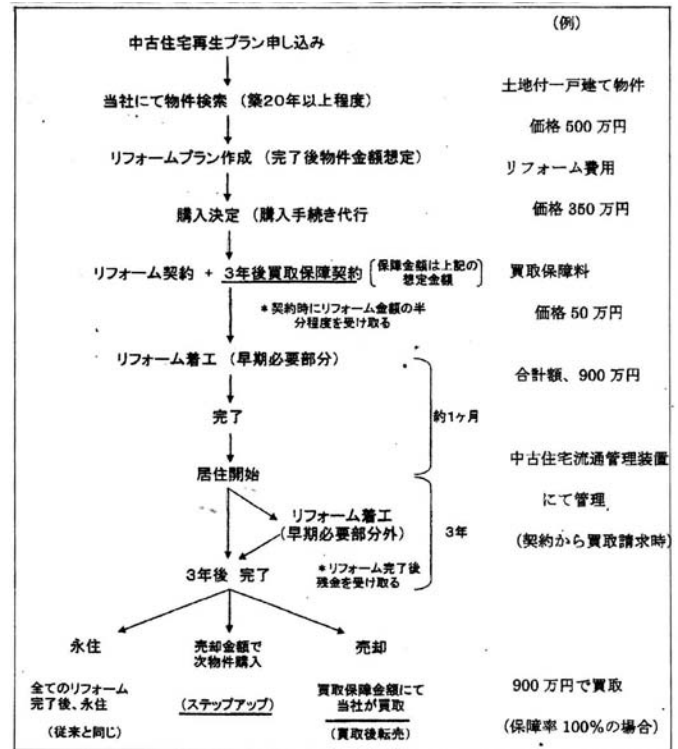 (例)
中古住宅再生プラン申し込み
土地付一戸建て物件
当社にて物件検索 (築20年以上程度)
価格 500 万円
リフォームプラン作成 (完了後物件金額想定)
リフォーム費用
購入決定 (購入手続き代行
価格 350 万円
リフォーム契約 + 3年後買取保障契約
保障金額は上記の
想定金額
買取保障料
*契約時にリフォーム金額の半
分程度を受け取る
価格 50 万円
リフォーム着工 (早期必要部分)
合計額、900 万円
完了
約1ヶ月
居住開始
中古住宅流通管理装置
にて管理
(契約から買取請求時)
リフォーム着工
(早期必要部分外)
3年
3年後 完了
*リフォーム完了後
残金を受け取る
永住
売却金額で
次物件購入
売却
全てのリフォーム
完了後、永住
(従来と同じ)
(ステップアップ)
買取保障金額にて
当社が買取
(買取後転売)
900 万円で買取
(保障率 100%の場合)